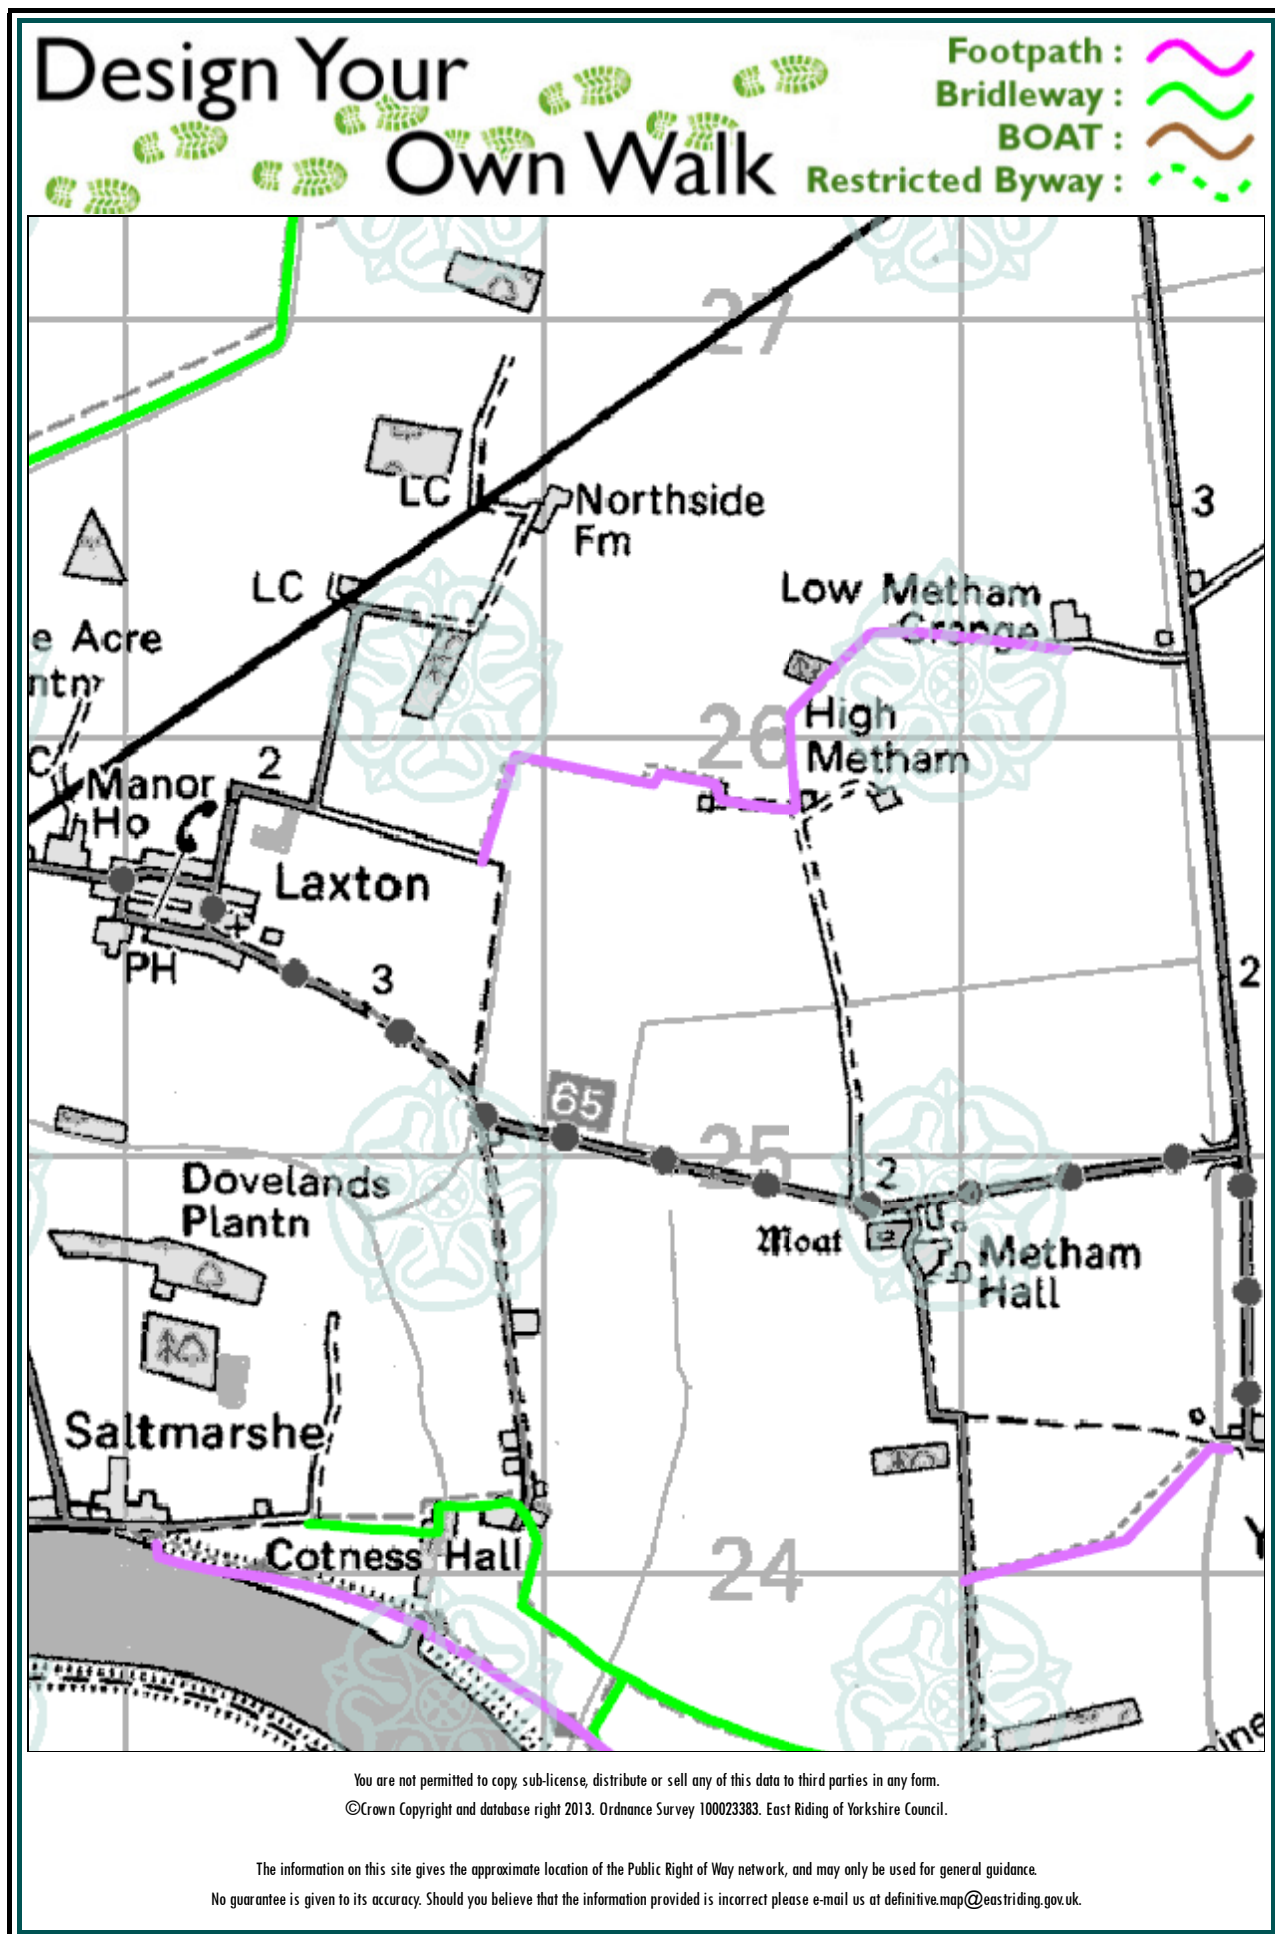 Design Your
Own Walk
Footpath :
Bridleway :
BOAT :
Restricted Byway :
27
LC
Northside
Fm
3
LC
Low Metham
Grange
e Acre
ntn
26
High
Metham
C
2
Manor
Ho
Laxton
PH
3
2
65
25
2
Dovelands
Plantn
Moat
Metham
Hall
Saltmarshe
Cotness Hall
24
Y
ine
You are not permitted to copy, sub-license, distribute or sell any of this data to third parties in any form.
©Crown Copyright and database right 2013. Ordnance Survey 100023383. East Riding of Yorkshire Council.
The information on this site gives the approximate location of the Public Right of Way network, and may only be used for general guidance.
No guarantee is given to its accuracy. Should you believe that the information provided is incorrect please e-mail us at definitive.map@eastriding.gov.uk.